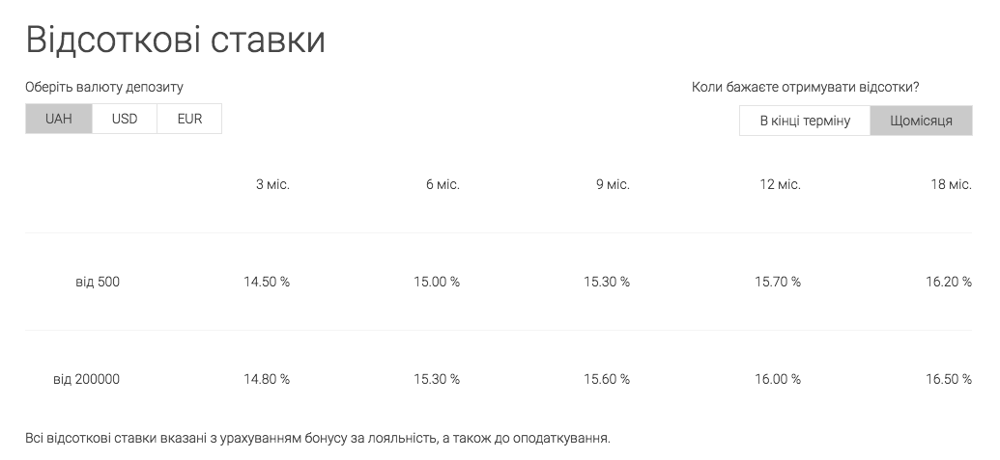 Відсоткові ставки
Оберіть валюту депозиту Коли бажаєте отримувати відсотки?
UAH USD EUR В кінці терміну Щомісяця
3 міс. 6 міс. 9 міс. 12 міс. 18 міс.
від 500 14.50 % 15.00 % 15.30 % 15.70 % 16.20 %
від 200000 14.80 % 15.30 % 15.60 % 16.00 % 16.50 %
Всі відсоткові ставки вказані з урахуванням бонусу за лояльність, а також до оподаткування.